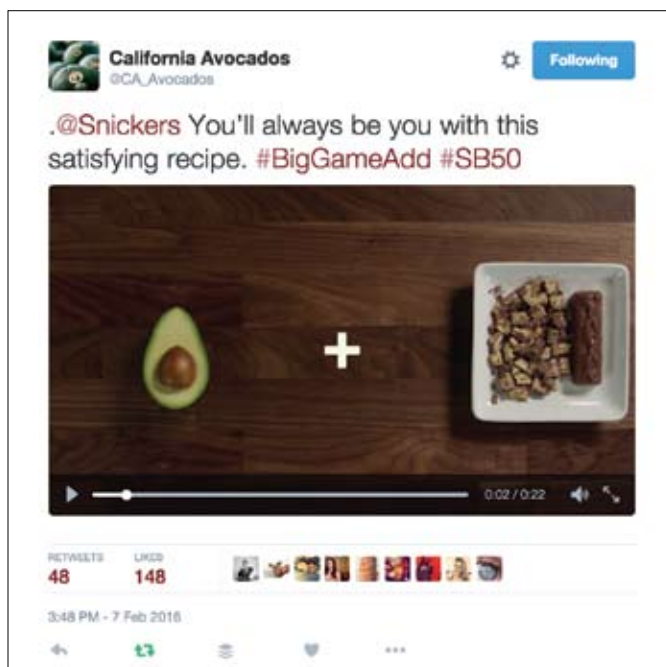 California Avocados
@CA_Avocados
Following
.@Snickers You'll always be you with this
satisfying recipe. #BigGameAdd #SB50
+
0:02 / 0:22
RETWEETS LIKES
48 148
3:48 PM - 7 Feb 2016